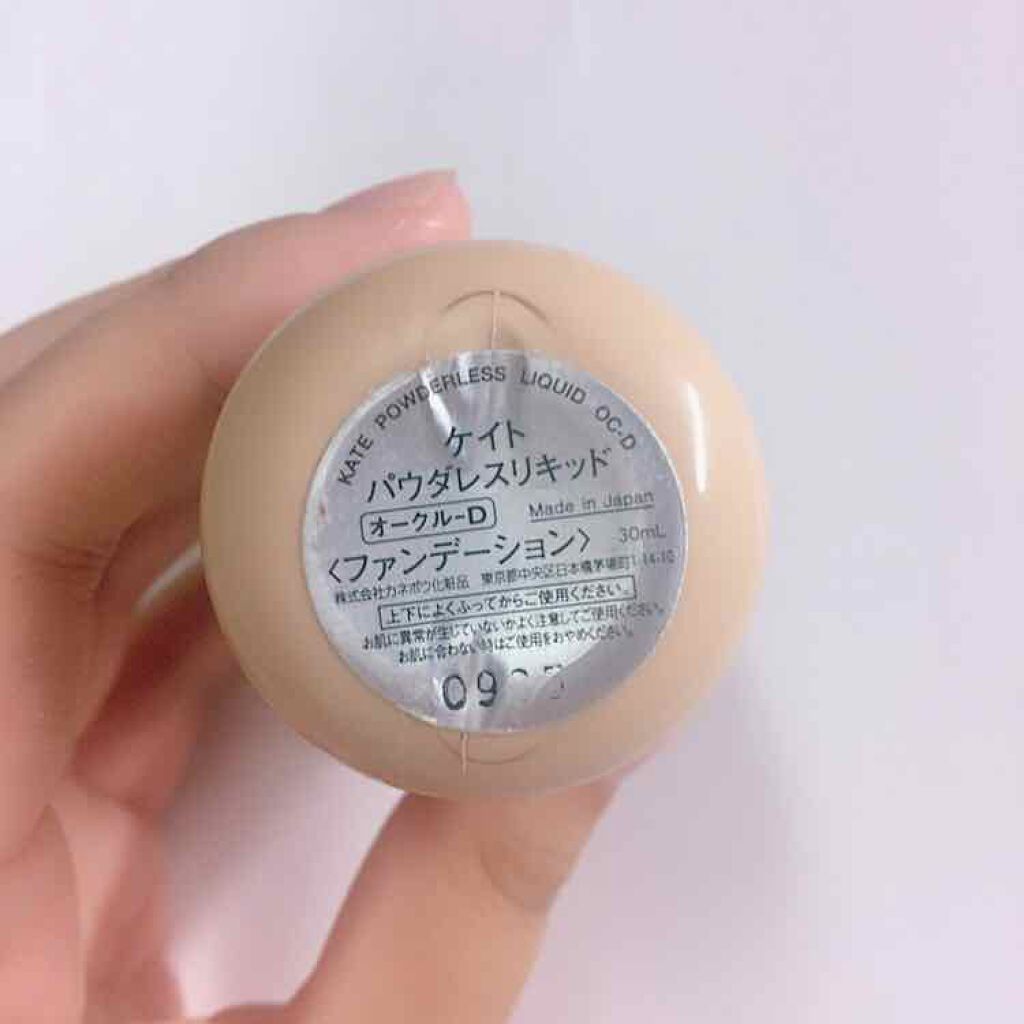 KATE POWDERLESS LIQUID OC-D
ケイト
パウダレスリキッド
オークル-D Made in Japan
〈ファンデーション〉 30mL
株式会社カネボウ化粧品 東京都中央区日本橋茅場町1-14-10
上下によくふってからご使用ください。
お肌に異常が生じていないかよく注意してご使用ください。
お肌に合わない時はご使用をおやめください。